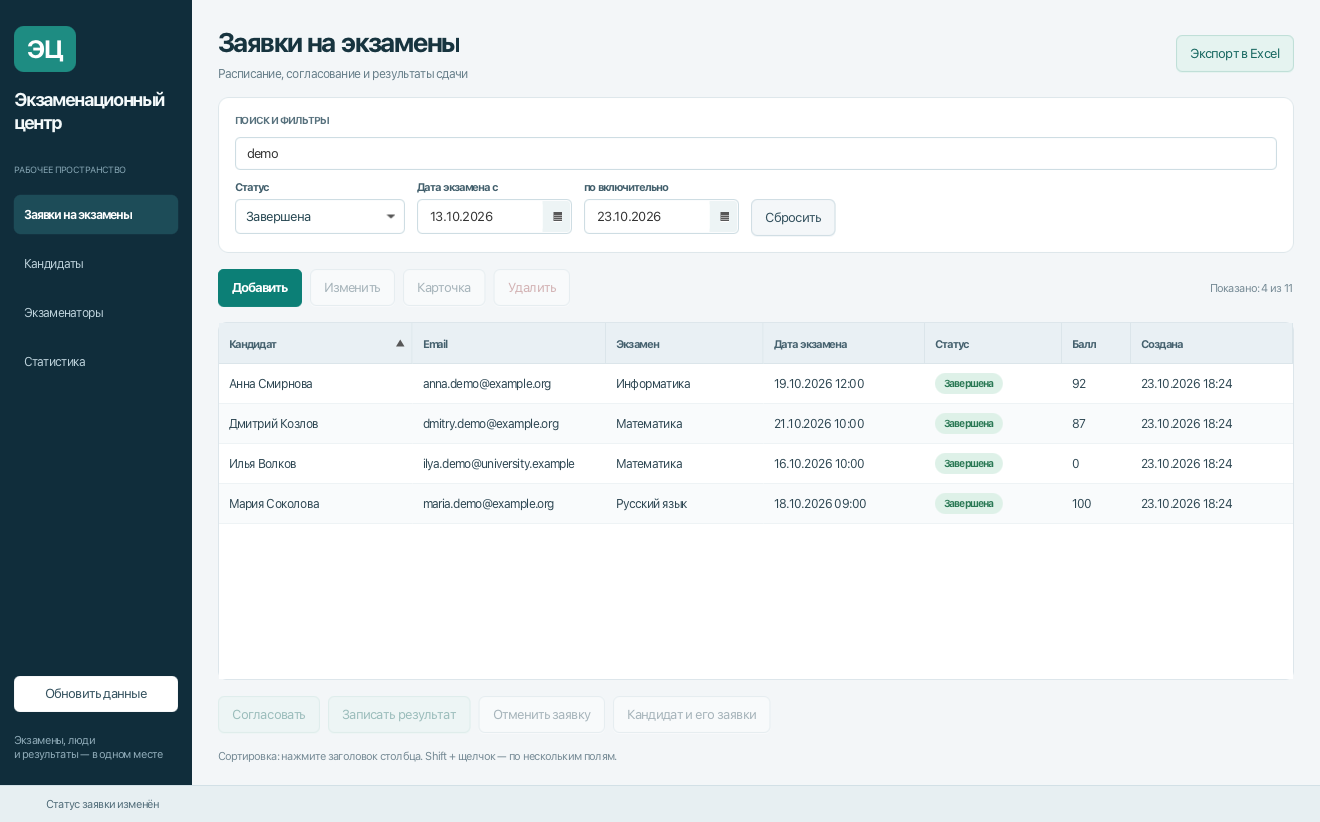 ЭЦ
Экзаменационный
центр
РАБОЧЕЕ ПРОСТРАНСТВО
Заявки на экзамены
Кандидаты
Экзаменаторы
Статистика
Обновить данные
Экзамены, люди
и результаты — в одном месте
Заявки на экзамены
Расписание, согласование и результаты сдачи
Экспорт в Excel
ПОИСК И ФИЛЬТРЫ
demo
Статус Дата экзамена с по включительно
Завершена 13.10.2026 23.10.2026 Сбросить
Добавить Изменить Карточка Удалить Показано: 4 из 11
Кандидат Email Экзамен Дата экзамена Статус Балл Создана
Анна Смирнова anna.demo@example.org Информатика 19.10.2026 12:00 Завершена 92 23.10.2026 18:24
Дмитрий Козлов dmitry.demo@example.org Математика 21.10.2026 10:00 Завершена 87 23.10.2026 18:24
Илья Волков ilya.demo@university.example Математика 16.10.2026 10:00 Завершена 0 23.10.2026 18:24
Мария Соколова maria.demo@example.org Русский язык 18.10.2026 09:00 Завершена 100 23.10.2026 18:24
Согласовать Записать результат Отменить заявку Кандидат и его заявки
Сортировка: нажмите заголовок столбца. Shift + щелчок — по нескольким полям.
Статус заявки изменён